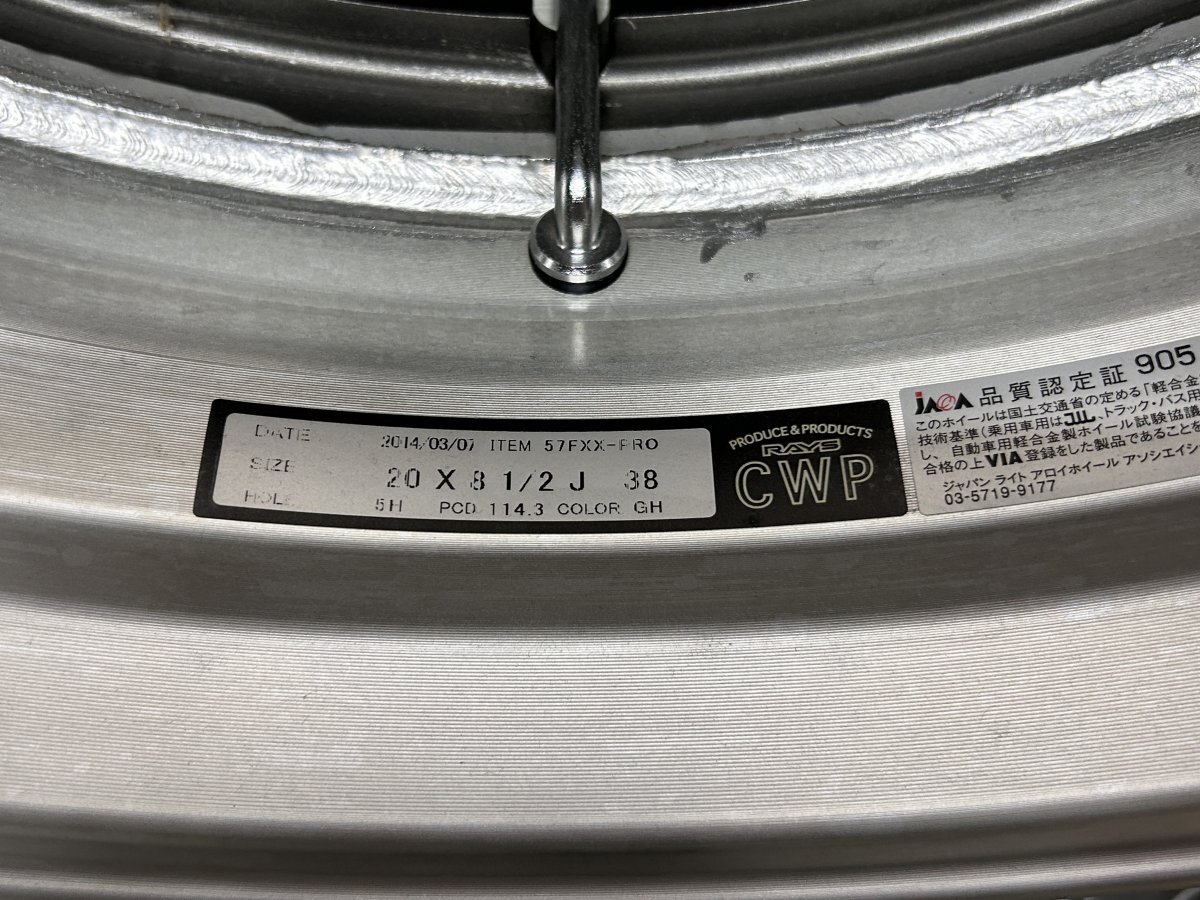 DATE 2014/03/07 ITEM 57FXX-PRO
SIZE 20 X 8 1/2 J 38
HOLE 5H PCD 114.3 COLOR GH
PRODUCE & PRODUCTS
RAYS
CWP
JAWA 品質認定証 905
このホイールは国土交通省の定める「軽合金
技術基準(乗用車用はJWL、トラック・バス用
し、自動車用軽合金製ホイール試験協議
合格の上VIA登録をした製品であることを
ジャパン ライト アロイホイール アソシエイシ
03-5719-9177